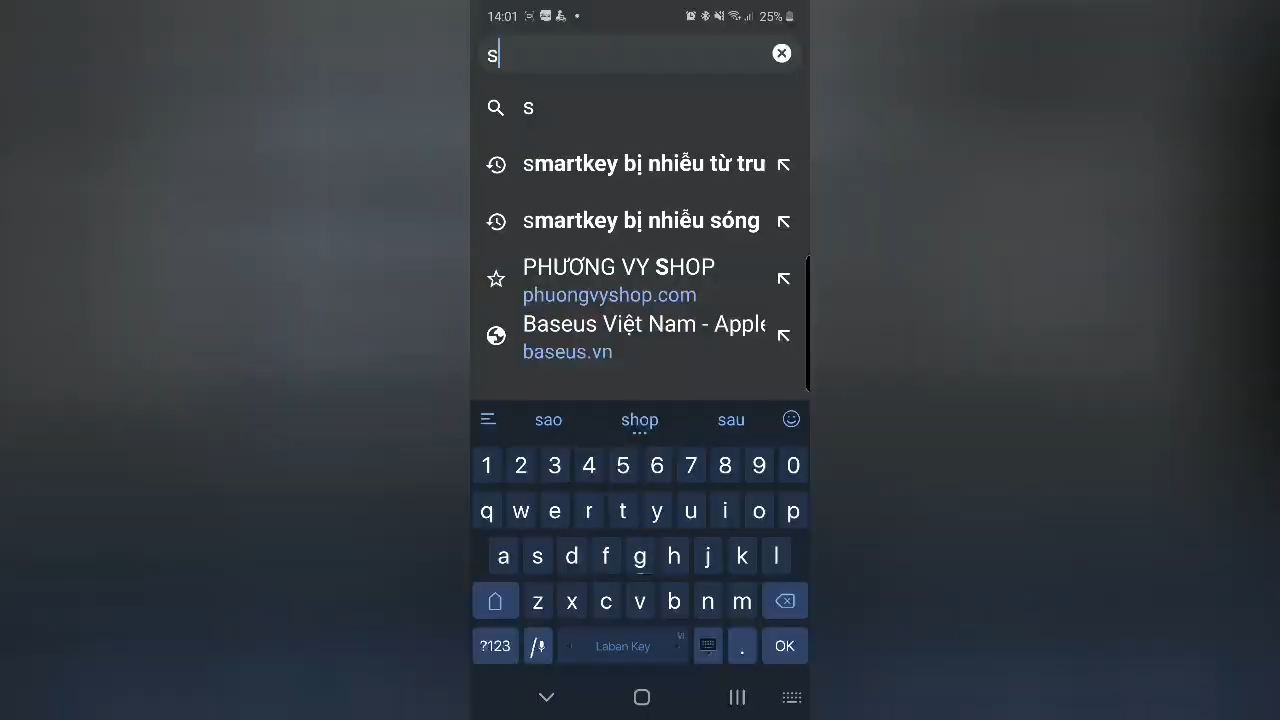 14:01
25%
s
s
smartkey bị nhiễu từ tru
smartkey bị nhiễu sóng
PHƯƠNG VY SHOP
phuongvyshop.com
Baseus Việt Nam - Apple
baseus.vn
sao shop sau
1 2 3 4 5 6 7 8 9 0
q w e r t y u i o p
a s d f g h j k l
z x c v b n m
?123 / Laban Key VI . OK